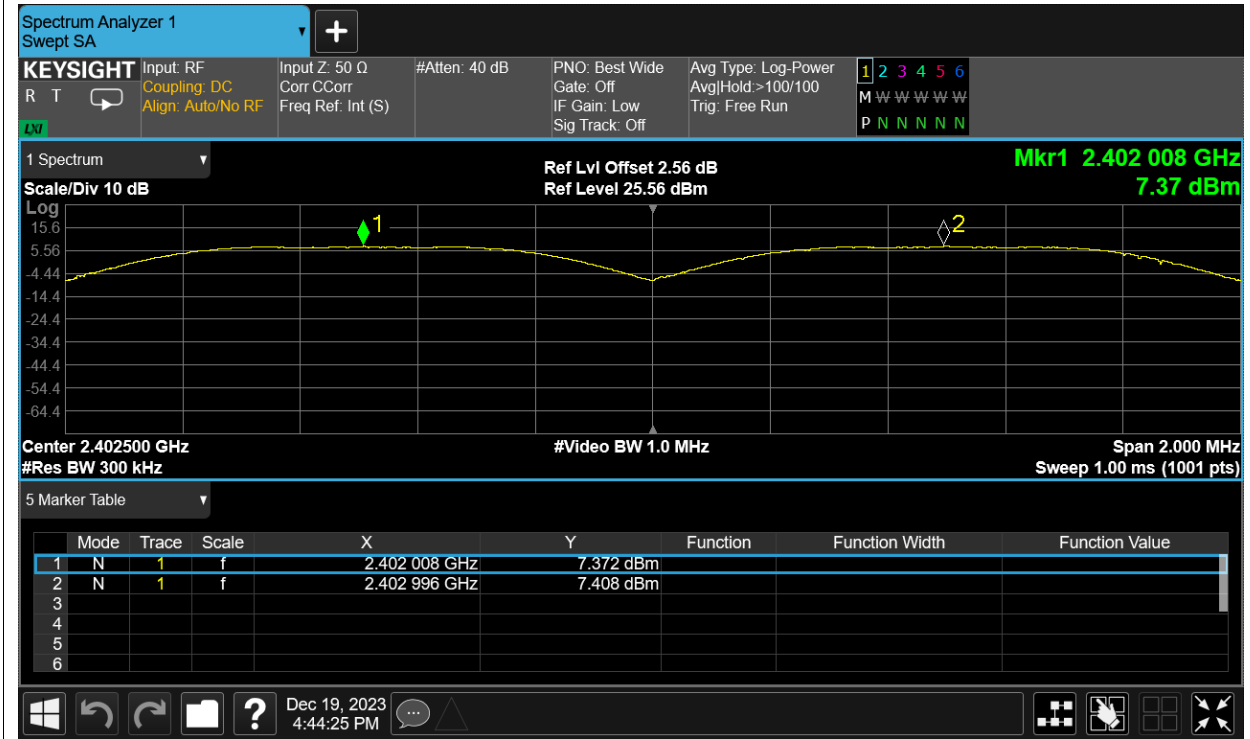 Spectrum Analyzer 1
Swept SA
+
KEYSIGHT Input: RF Input Z: 50 Ω #Atten: 40 dB PNO: Best Wide Avg Type: Log-Power 1 2 3 4 5 6
R T Coupling: DC Corr CCorr Gate: Off Avg|Hold:>100/100 M W W W W W
Align: Auto/No RF Freq Ref: Int (S) IF Gain: Low Trig: Free Run
LXI Sig Track: Off P N N N N N
1 Spectrum Ref Lvl Offset 2.56 dB Mkr1 2.402 008 GHz
Scale/Div 10 dB Ref Level 25.56 dBm 7.37 dBm
Log
1 2
15.6
5.56
-4.44
-14.4
-24.4
-34.4
-44.4
-54.4
-64.4
Center 2.402500 GHz #Video BW 1.0 MHz Span 2.000 MHz
#Res BW 300 kHz Sweep 1.00 ms (1001 pts)
5 Marker Table
Mode Trace Scale X Y Function Function Width Function Value
1 N 1 f 2.402 008 GHz 7.372 dBm
2 N 1 f 2.402 996 GHz 7.408 dBm
3
4
5
6
? Dec 19, 2023
4:44:25 PM